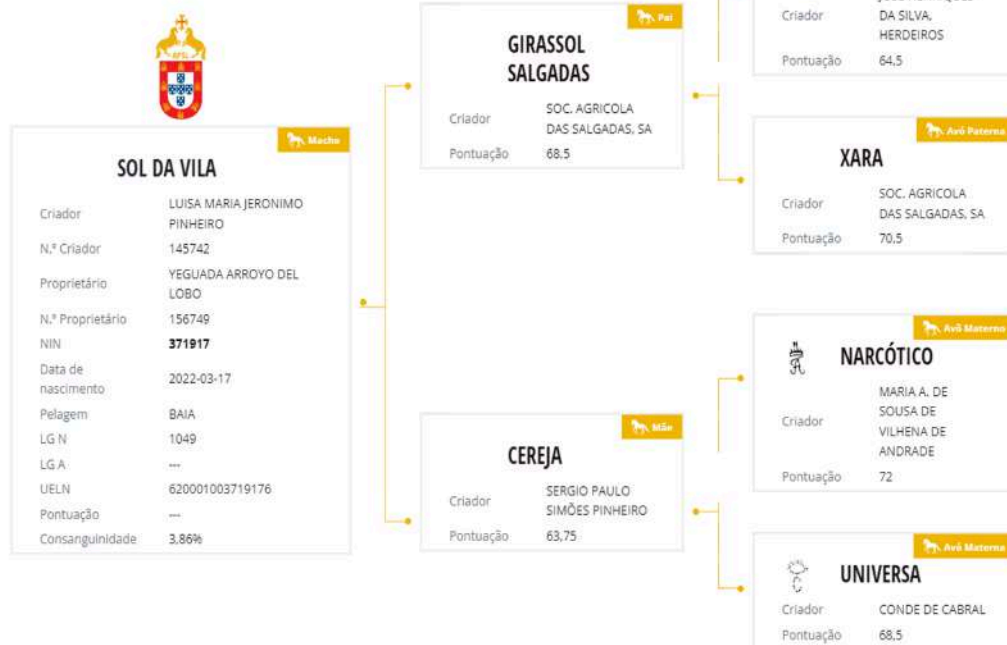 APSL
Macho
SOL DA VILA
Criador LUISA MARIA JERONIMO
PINHEIRO
N.º Criador 145742
Proprietário YEGUADA ARROYO DEL
LOBO
N.º Proprietário 156749
NIN 371917
Data de
nascimento 2022-03-17
Pelagem BAIA
LG N 1049
LG A ---
UELN 620001003719176
Pontuação ---
Consanguinidade 3,86%
Pai
GIRASSOL
SALGADAS
Criador SOC. AGRICOLA
DAS SALGADAS, SA
Pontuação 68.5
Mãe
CEREJA
Criador SERGIO PAULO
SIMÕES PINHEIRO
Pontuação 63,75
Criador DA SILVA,
HERDEIROS
Pontuação 64.5
Avó Paterna
XARA
Criador SOC. AGRICOLA
DAS SALGADAS, SA
Pontuação 70.5
Avô Materno
NARCÓTICO
Criador MARIA A. DE
SOUSA DE
VILHENA DE
ANDRADE
Pontuação 72
Avó Materna
UNIVERSA
Criador CONDE DE CABRAL
Pontuação 68.5